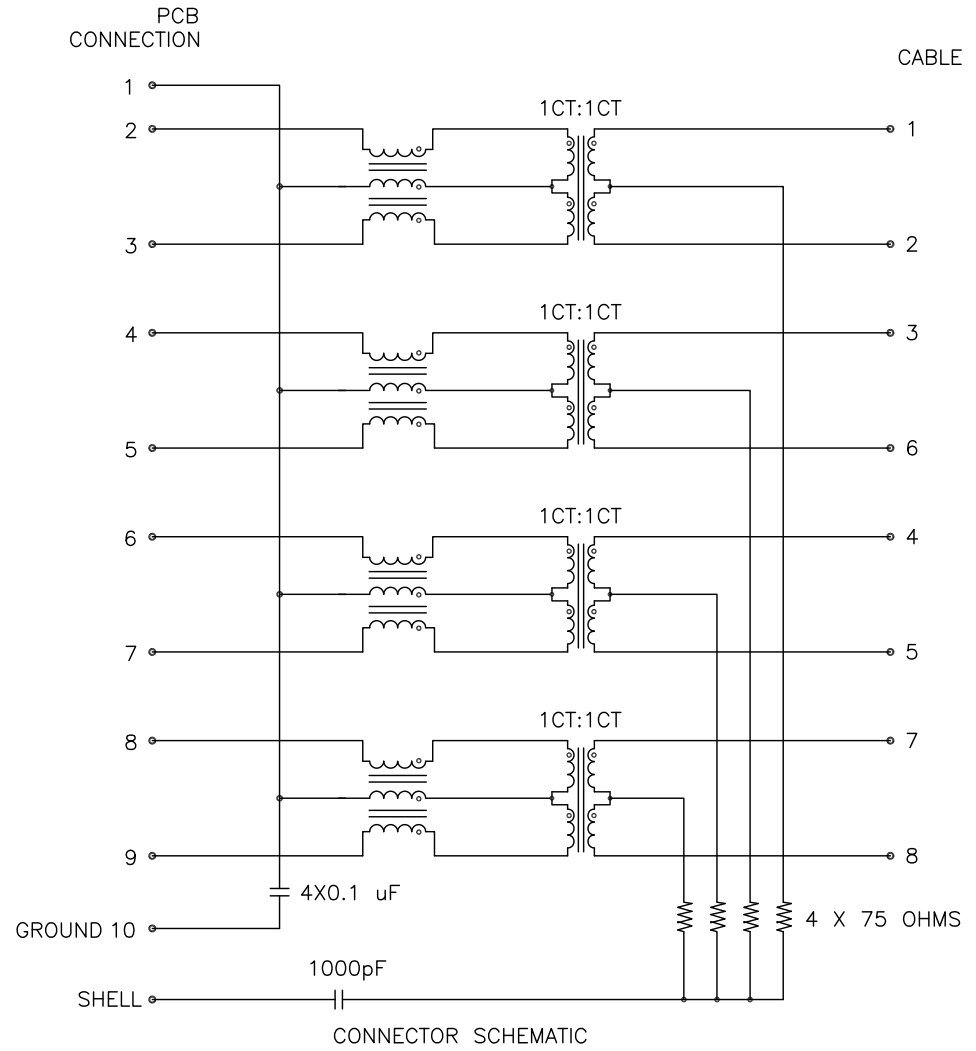 PCB
CONNECTION
CABLE
1
1CT:1CT
2
1
3
2
1CT:1CT
4
3
5
6
1CT:1CT
6
4
7
5
1CT:1CT
8
7
9
8
4X0.1 uF
GROUND 10
4 X 75 OHMS
1000pF
SHELL
CONNECTOR SCHEMATIC